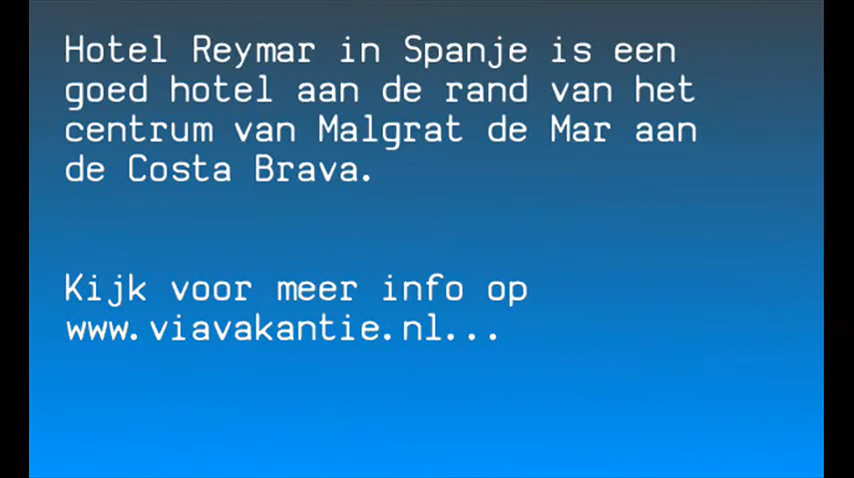 Hotel Reymar in Spanje is een
goed hotel aan de rand van het
centrum van Malgrat de Mar aan
de Costa Brava.
Kijk voor meer info op
www.viavakantie.nl...